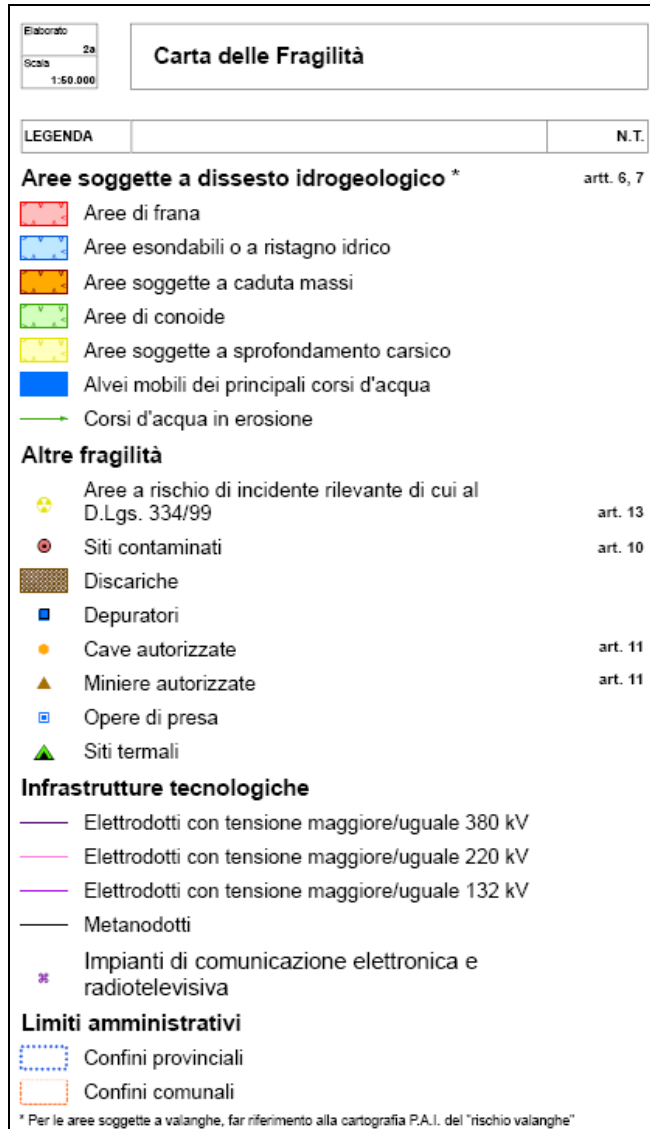 Elaborato
2a
Scala
1:50.000
Carta delle Fragilità
LEGENDA N.T.
Aree soggette a dissesto idrogeologico * artt. 6, 7
Aree di frana
Aree esondabili o a ristagno idrico
Aree soggette a caduta massi
Aree di conoide
Aree soggette a sprofondamento carsico
Alvei mobili dei principali corsi d'acqua
Corsi d'acqua in erosione
Altre fragilità
Aree a rischio di incidente rilevante di cui al
D.Lgs. 334/99 art. 13
Siti contaminati art. 10
Discariche
Depuratori
Cave autorizzate art. 11
Miniere autorizzate art. 11
Opere di presa
Siti termali
Infrastrutture tecnologiche
Elettrodotti con tensione maggiore/uguale 380 kV
Elettrodotti con tensione maggiore/uguale 220 kV
Elettrodotti con tensione maggiore/uguale 132 kV
Metanodotti
Impianti di comunicazione elettronica e
radiotelevisiva
Limiti amministrativi
Confini provinciali
Confini comunali
* Per le aree soggette a valanghe, far riferimento alla cartografia P.A.I. del "rischio valanghe"